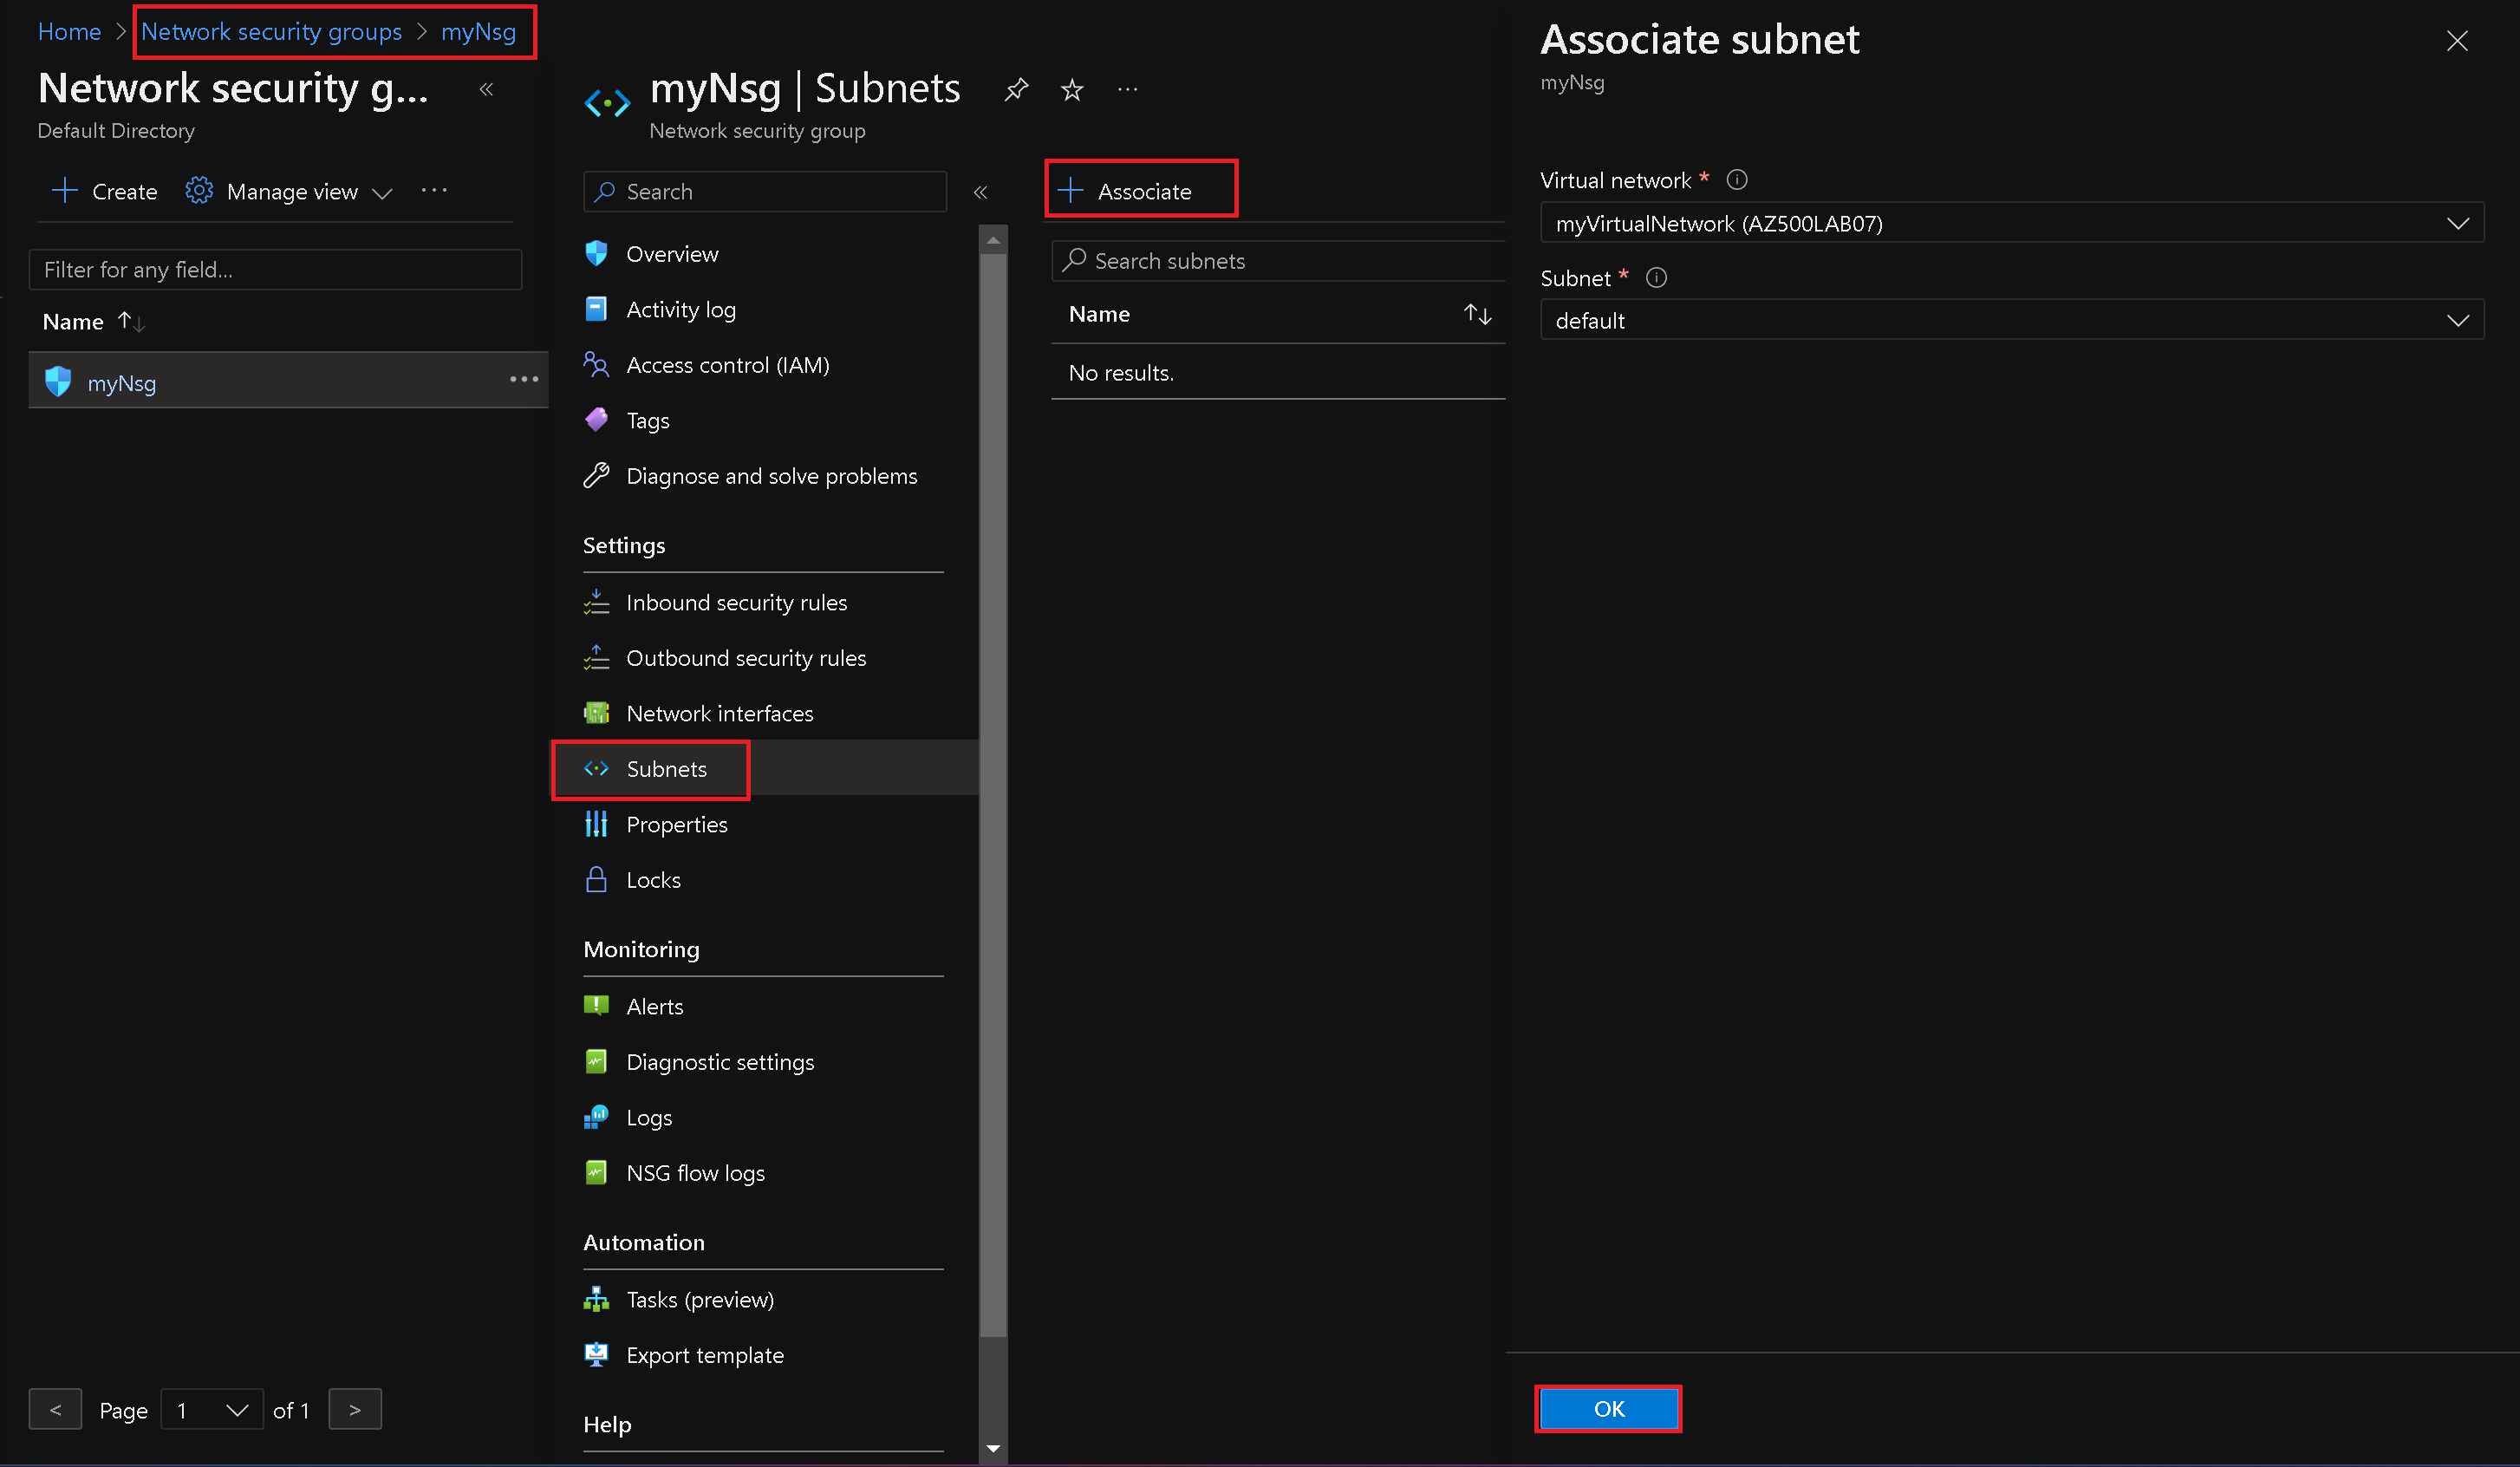 Home > Network security groups > myNsg
Network security g...
Default Directory
Create
Manage view
Filter for any field...
Name
myNsg
Page 1 of 1
myNsg | Subnets
Network security group
Search
Overview
Activity log
Access control (IAM)
Tags
Diagnose and solve problems
Settings
Inbound security rules
Outbound security rules
Network interfaces
Subnets
Properties
Locks
Monitoring
Alerts
Diagnostic settings
Logs
NSG flow logs
Automation
Tasks (preview)
Export template
Help
Associate
Search subnets
Name
No results.
Associate subnet
myNsg
Virtual network *
myVirtualNetwork (AZ500LAB07)
Subnet *
default
OK